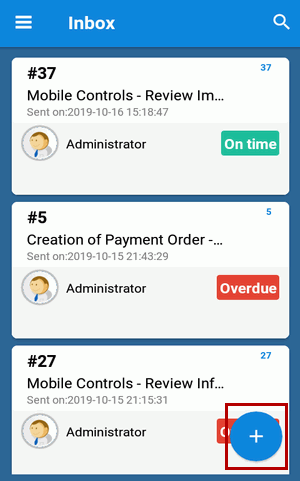 Inbox
#37
37
Mobile Controls - Review Im...
Sent on:2019-10-16 15:18:47
Administrator
On time
#5
5
Creation of Payment Order -...
Sent on:2019-10-15 21:43:29
Administrator
Overdue
#27
27
Mobile Controls - Review Inf...
Sent on:2019-10-15 21:15:31
Administrator